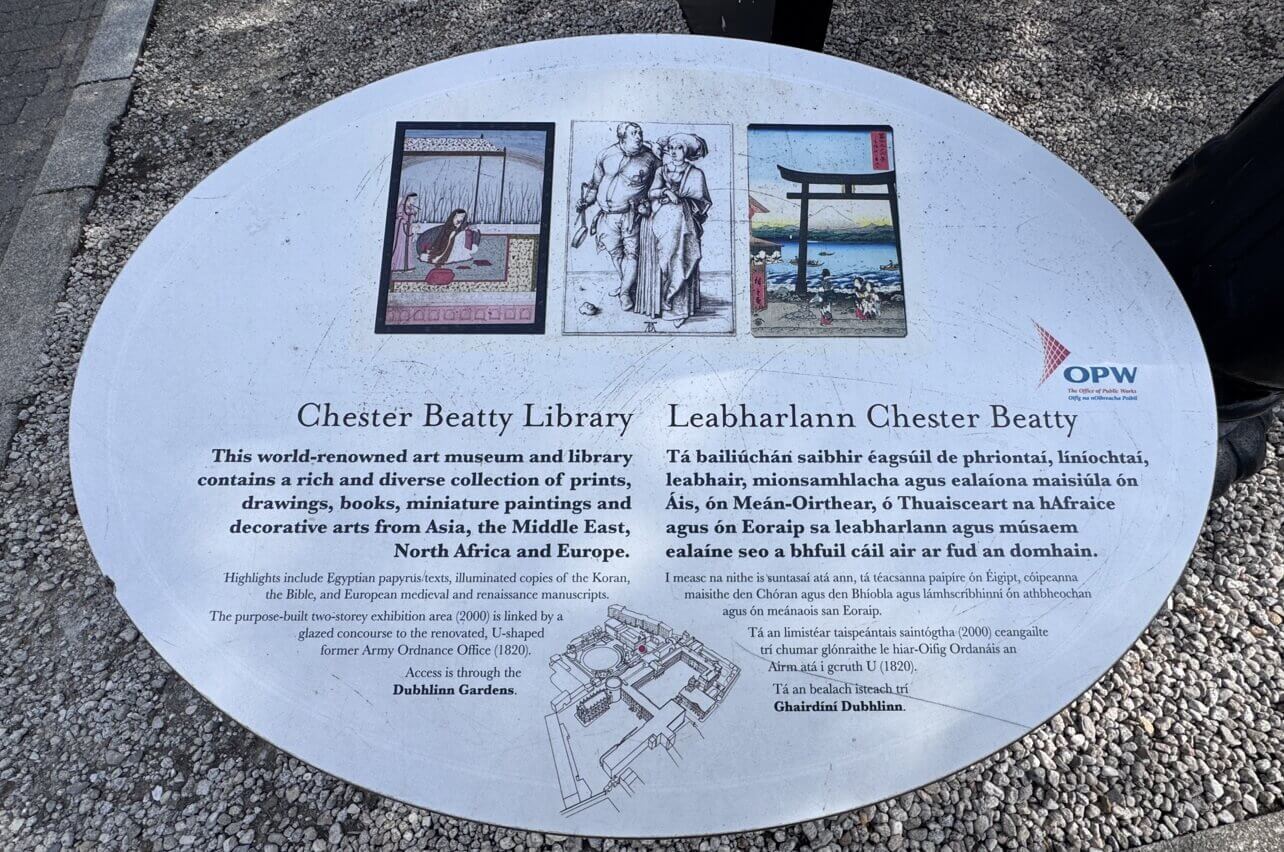 OPW
The Office of Public Works
Oifig na nOibreacha Poiblí
Chester Beatty Library
This world-renowned art museum and library
contains a rich and diverse collection of prints,
drawings, books, miniature paintings and
decorative arts from Asia, the Middle East,
North Africa and Europe.
Highlights include Egyptian papyrus texts, illuminated copies of the Koran,
the Bible, and European medieval and renaissance manuscripts.
The purpose-built two-storey exhibition area (2000) is linked by a
glazed concourse to the renovated, U-shaped
former Army Ordnance Office (1820).
Access is through the
Dubhlinn Gardens.
Leabharlann Chester Beatty
Tá bailiúchán saibhir éagsúil de phriontaí, líníochtaí,
leabhair, mionsamhlacha agus ealaíona maisiúla ón
Áis, ón Meán-Oirthear, ó Thuaisceart na hAfraice
agus ón Eoraip sa leabharlann agus músaem
ealaíne seo a bhfuil cáil air ar fud an domhain.
I measc na nithe is suntasaí atá ann, tá téacsanna paipíre ón Éigipt, cóipeanna
maisithe den Chóran agus den Bhíobla agus lámhscríbhinní ón athbheochan
agus ón meánaois san Eoraip.
Tá an limistéar taispeántais saintógtha (2000) ceangailte
trí chumar glónraithe le hiar-Oifig Ordanáis an
Airm atá i gcruth U (1820).
Tá an bealach isteach trí
Ghairdíní Dubhlinn.